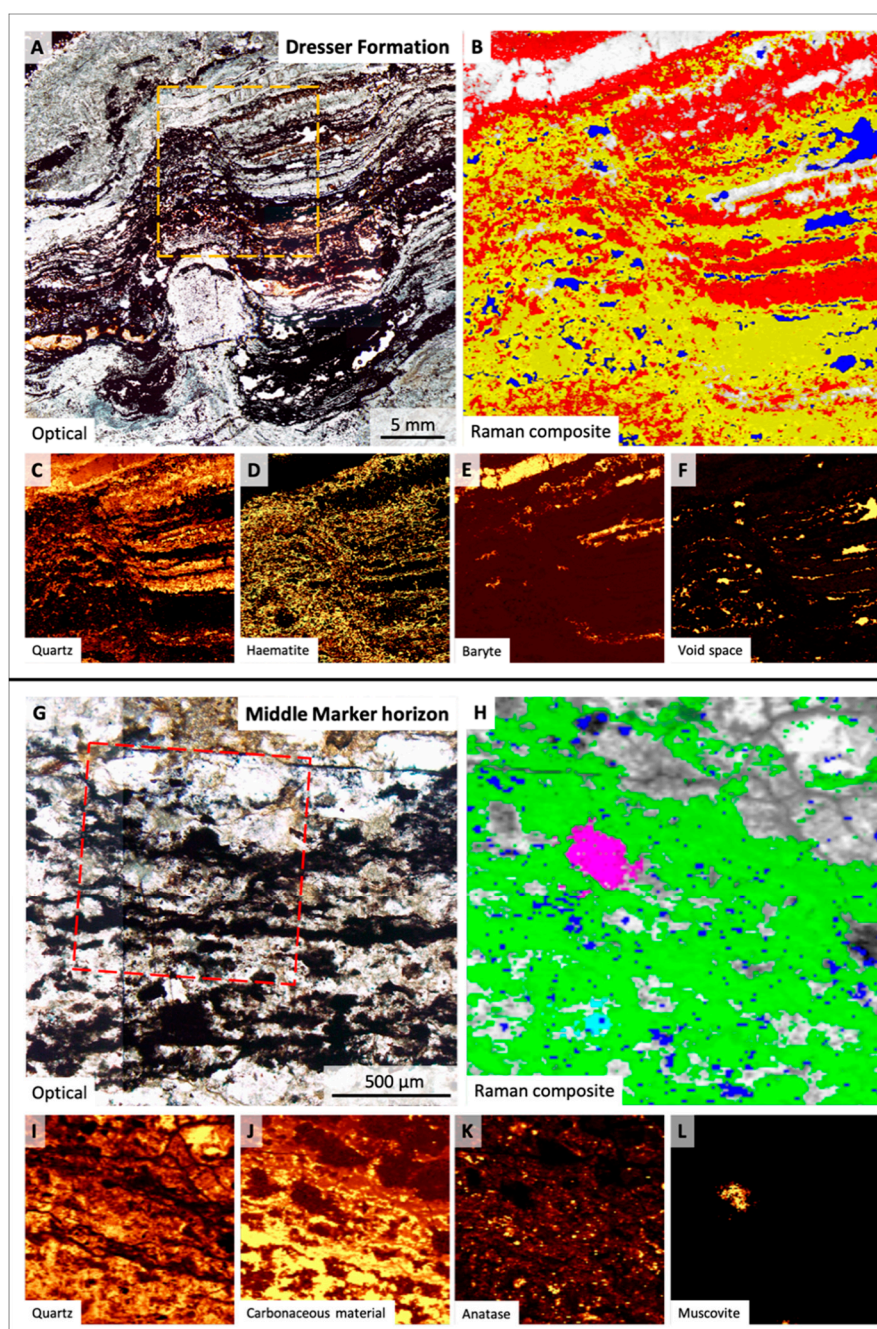 A
Dresser Formation
B
5 mm
Optical
Raman composite
C
D
E
F
Quartz
Haematite
Baryte
Void space
G
Middle Marker horizon
H
500 µm
Optical
Raman composite
I
J
K
L
Quartz
Carbonaceous material
Anatase
Muscovite